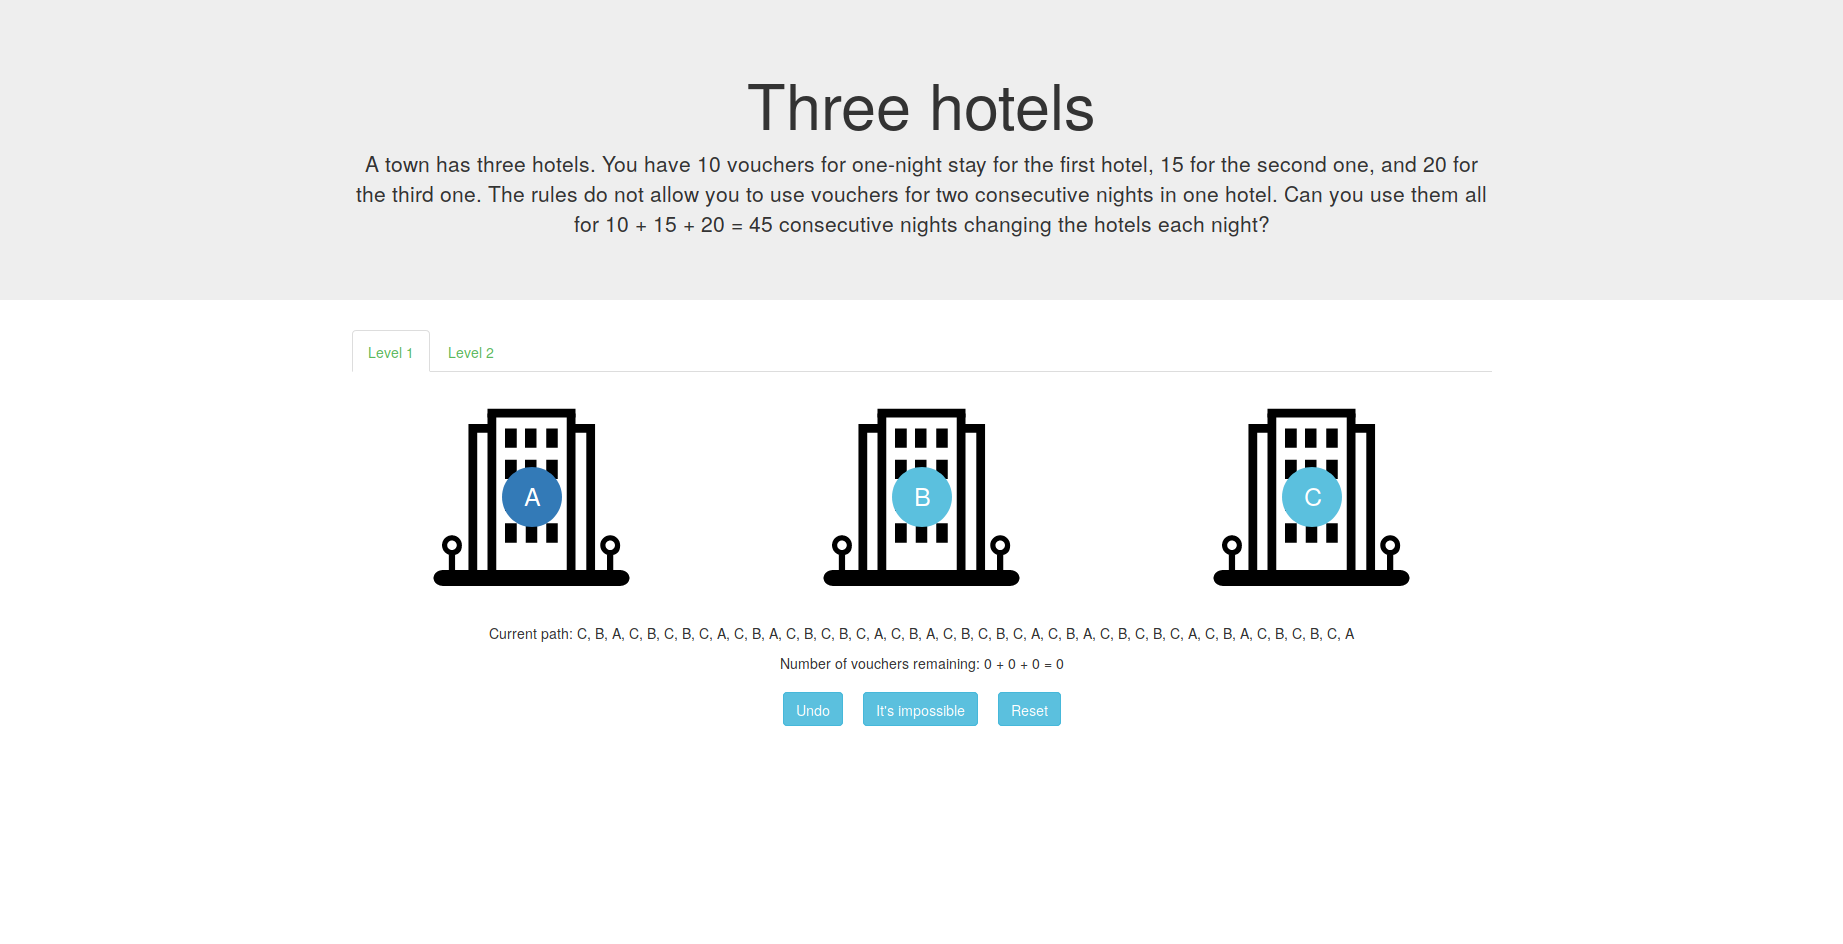 Three hotels
A town has three hotels. You have 10 vouchers for one-night stay for the first hotel, 15 for the second one, and 20 for
the third one. The rules do not allow you to use vouchers for two consecutive nights in one hotel. Can you use them all
for 10 + 15 + 20 = 45 consecutive nights changing the hotels each night?
Level 1 Level 2
A B C
Current path: C, B, A, C, B, C, B, C, A, C, B, A, C, B, C, B, C, A, C, B, A, C, B, C, B, C, A, C, B, A, C, B, C, B, C, A, C, B, A, C, B, C, B, C, A
Number of vouchers remaining: 0 + 0 + 0 = 0
Undo It's impossible Reset